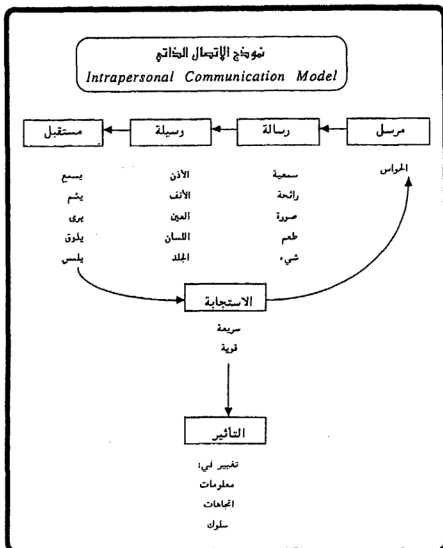 نموذج الإتصال الذاتي
Intrapersonal Communication Model
مرسل
رسالة
وسيلة
مستقبل
الحواس
سمعية
رائحة
صورة
طعم
شيء
الأذن
الأنف
العين
اللسان
الجلد
يسمع
يشم
يرى
يذوق
يلمس
الاستجابة
سريعة
قوية
التأثير
تغيير في:
معلومات
اتجاهات
سلوك